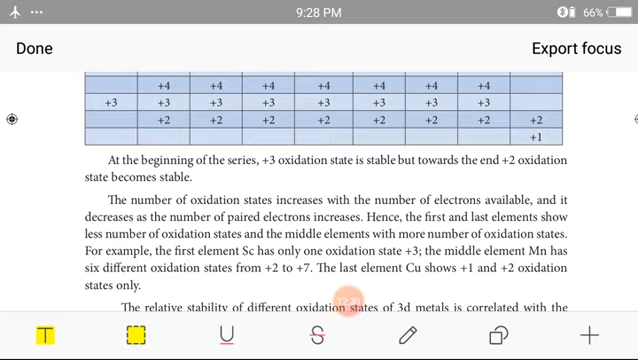 9:28 PM 66%
Done Export focus
+4 +4 +4 +4 +4 +4 +4
+3 +3 +3 +3 +3 +3 +3 +3
+2 +2 +2 +2 +2 +2 +2 +2
+1
At the beginning of the series, +3 oxidation state is stable but towards the end +2 oxidation
state becomes stable.
The number of oxidation states increases with the number of electrons available, and it
decreases as the number of paired electrons increases. Hence, the first and last elements show
less number of oxidation states and the middle elements with more number of oxidation states.
For example, the first element Sc has only one oxidation state +3; the middle element Mn has
six different oxidation states from +2 to +7. The last element Cu shows +1 and +2 oxidation
states only.
12:30
The relative stability of different oxidation states of 3d metals is correlated with the
T U S